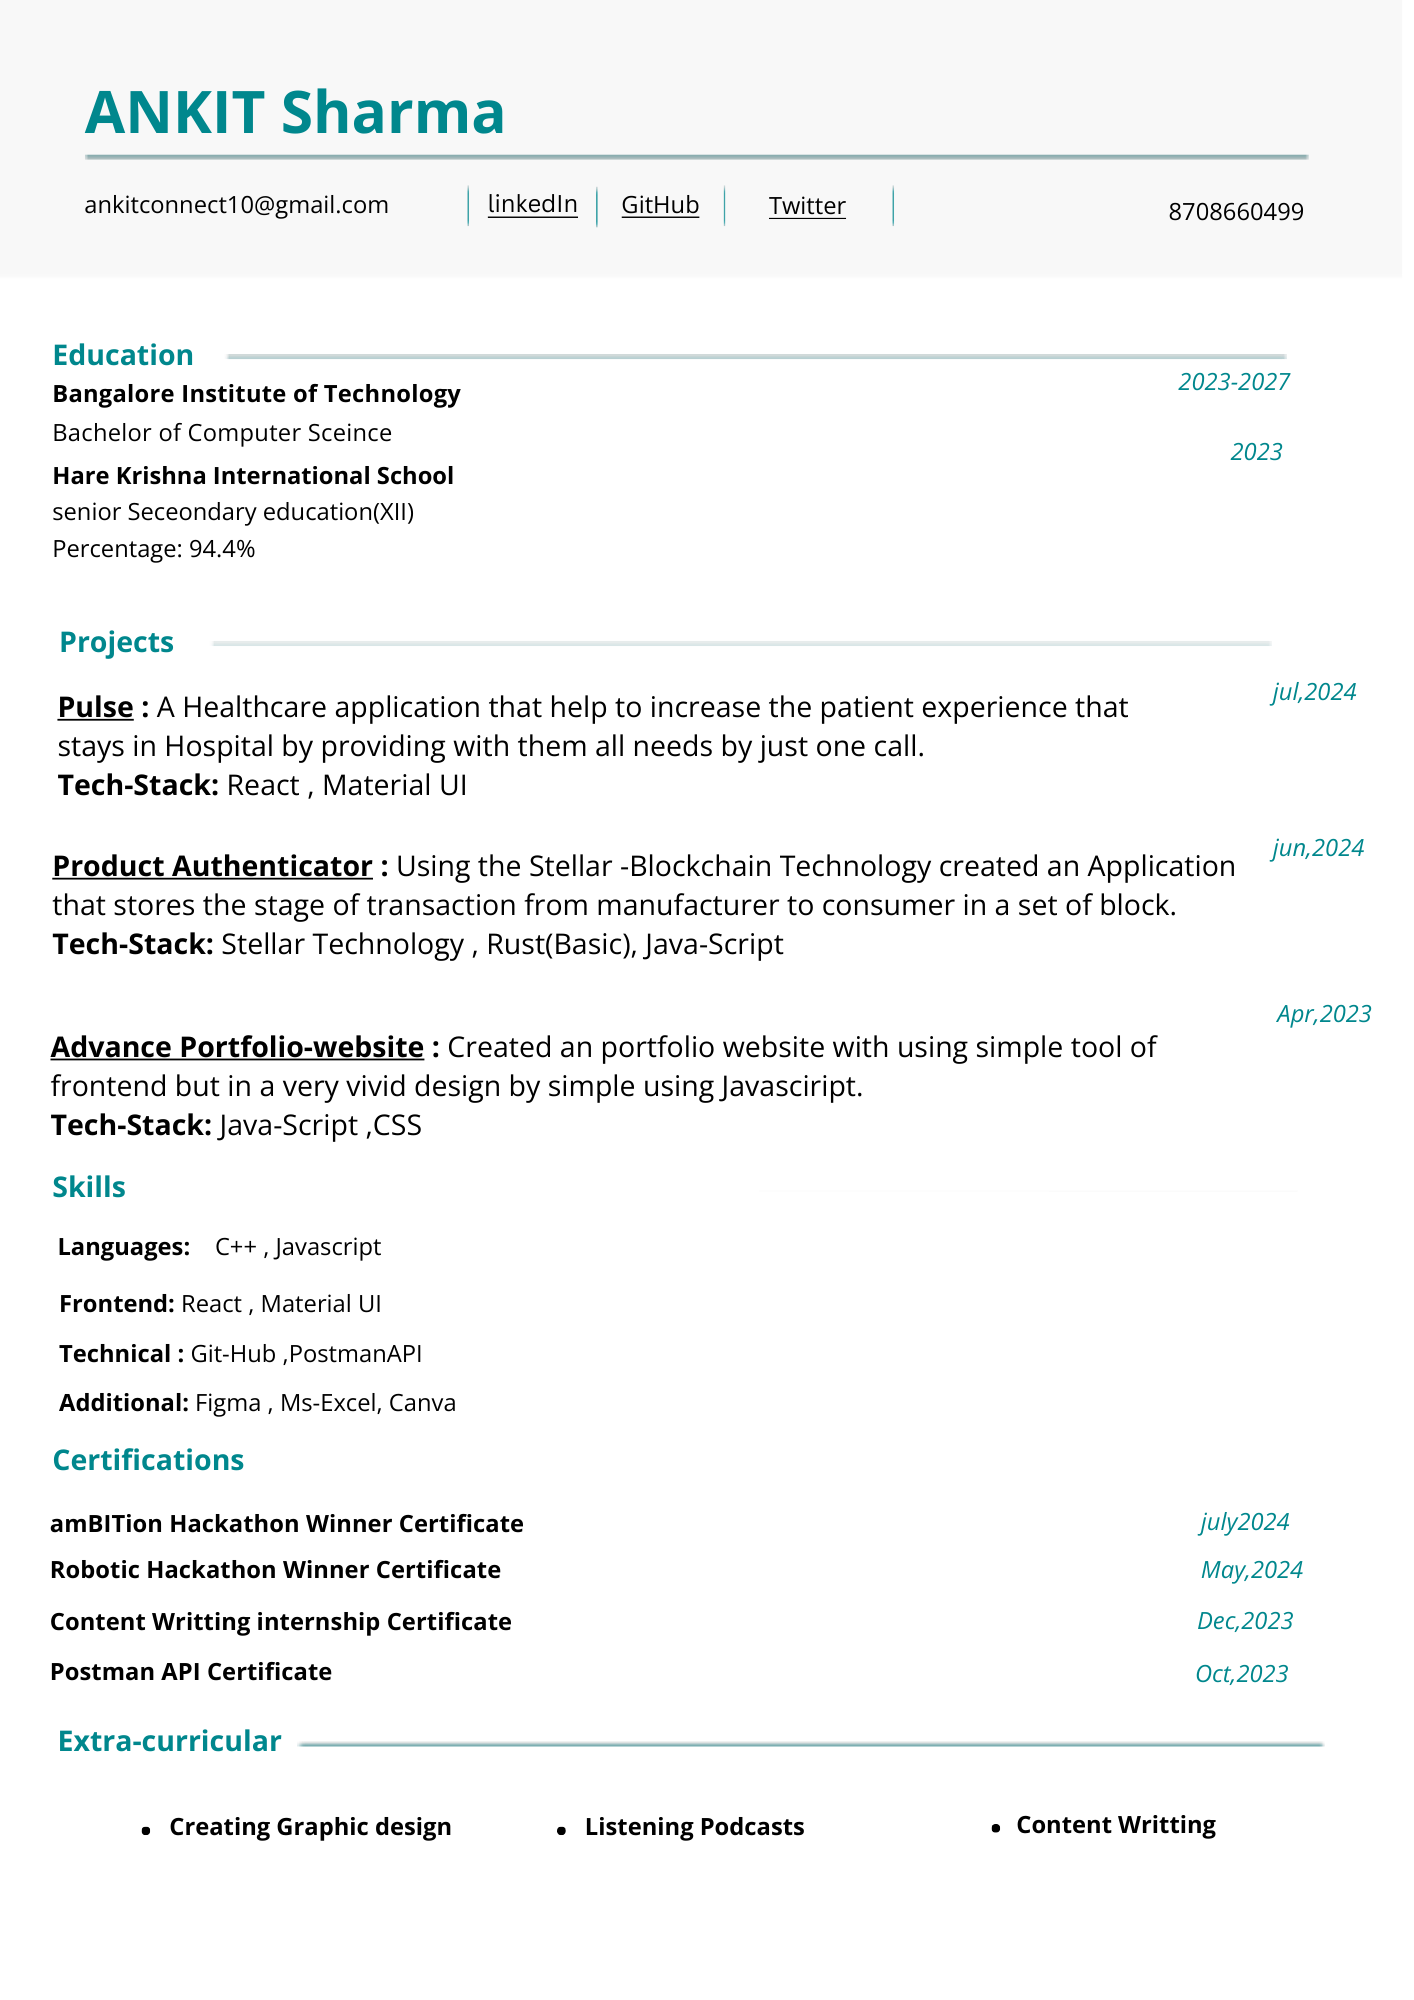 ANKIT Sharma
ankitconnect10@gmail.com linkedIn GitHub Twitter 8708660499
Education
Bangalore Institute of Technology 2023-2027
Bachelor of Computer Sceince
2023
Hare Krishna International School
senior Seceondary education(XII)
Percentage: 94.4%
Projects
Pulse : A Healthcare application that help to increase the patient experience that jul,2024
stays in Hospital by providing with them all needs by just one call.
Tech-Stack: React , Material UI
Product Authenticator : Using the Stellar -Blockchain Technology created an Application jun,2024
that stores the stage of transaction from manufacturer to consumer in a set of block.
Tech-Stack: Stellar Technology , Rust(Basic), Java-Script
Apr,2023
Advance Portfolio-website : Created an portfolio website with using simple tool of
frontend but in a very vivid design by simple using Javasciript.
Tech-Stack: Java-Script ,CSS
Skills
Languages: C++ , Javascript
Frontend: React , Material UI
Technical : Git-Hub ,PostmanAPI
Additional: Figma , Ms-Excel, Canva
Certifications
amBITion Hackathon Winner Certificate july2024
Robotic Hackathon Winner Certificate May,2024
Content Writting internship Certificate Dec,2023
Postman API Certificate Oct,2023
Extra-curricular
• Creating Graphic design • Listening Podcasts • Content Writting